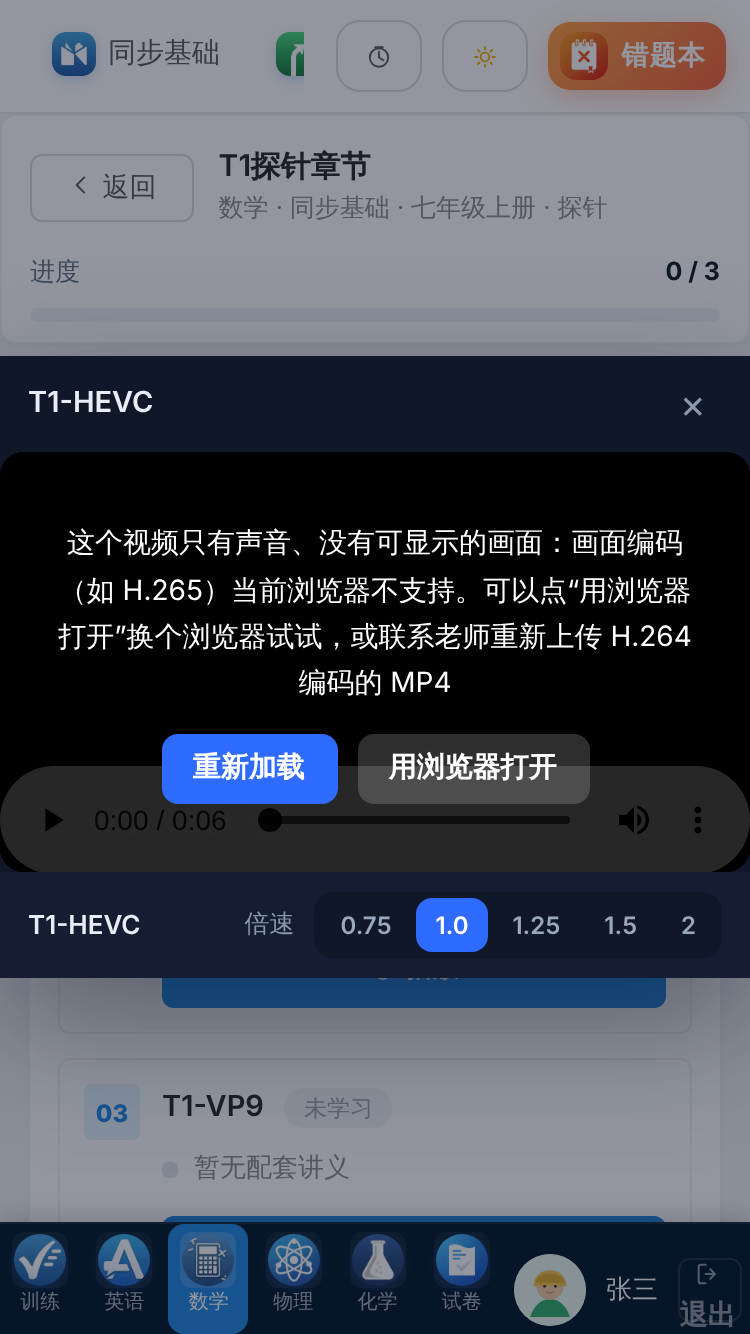 同步基础
错题本
返回
T1探针章节
数学 · 同步基础 · 七年级上册 · 探针
进度
0 / 3
T1-HEVC
这个视频只有声音、没有可显示的画面：画面编码
（如 H.265）当前浏览器不支持。可以点“用浏览器
打开”换个浏览器试试，或联系老师重新上传 H.264
编码的 MP4
重新加载
用浏览器打开
0:00 / 0:06
T1-HEVC
倍速
0.75
1.0
1.25
1.5
2
03
T1-VP9
未学习
暂无配套讲义
训练
英语
数学
物理
化学
试卷
张三
退出